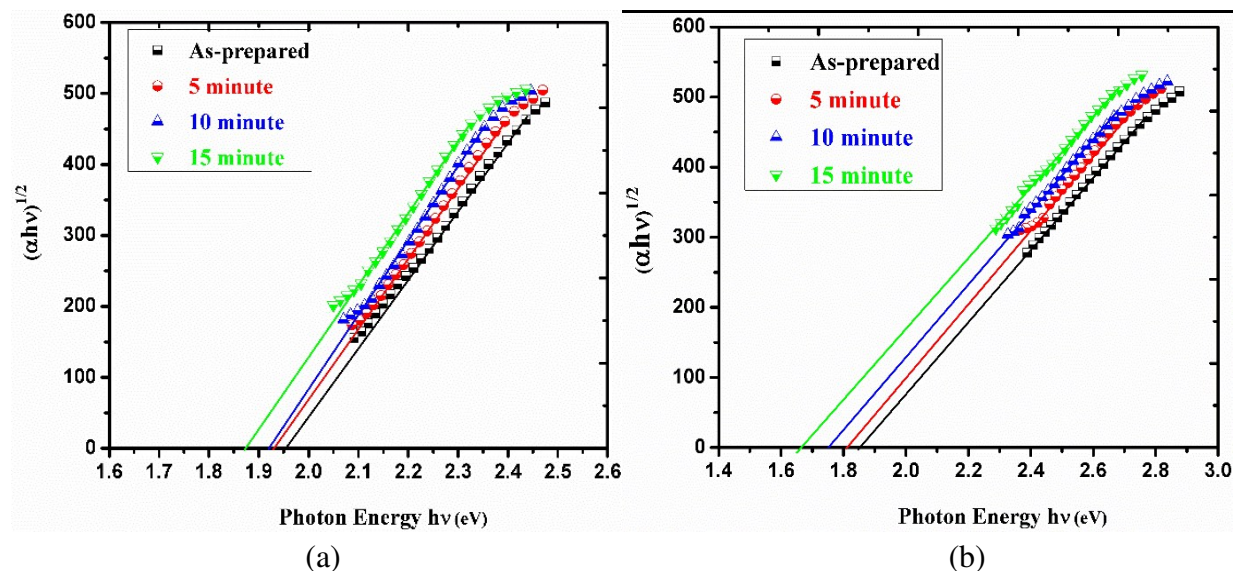 600
500
400
300
200
100
0
(αhν)1/2
As-prepared
5 minute
10 minute
15 minute
1.6 1.7 1.8 1.9 2.0 2.1 2.2 2.3 2.4 2.5 2.6
Photon Energy hν (eV)
(a)
600
500
400
300
200
100
0
(αhν)1/2
As-prepared
5 minute
10 minute
15 minute
1.4 1.6 1.8 2.0 2.2 2.4 2.6 2.8 3.0
Photon Energy hν (eV)
(b)